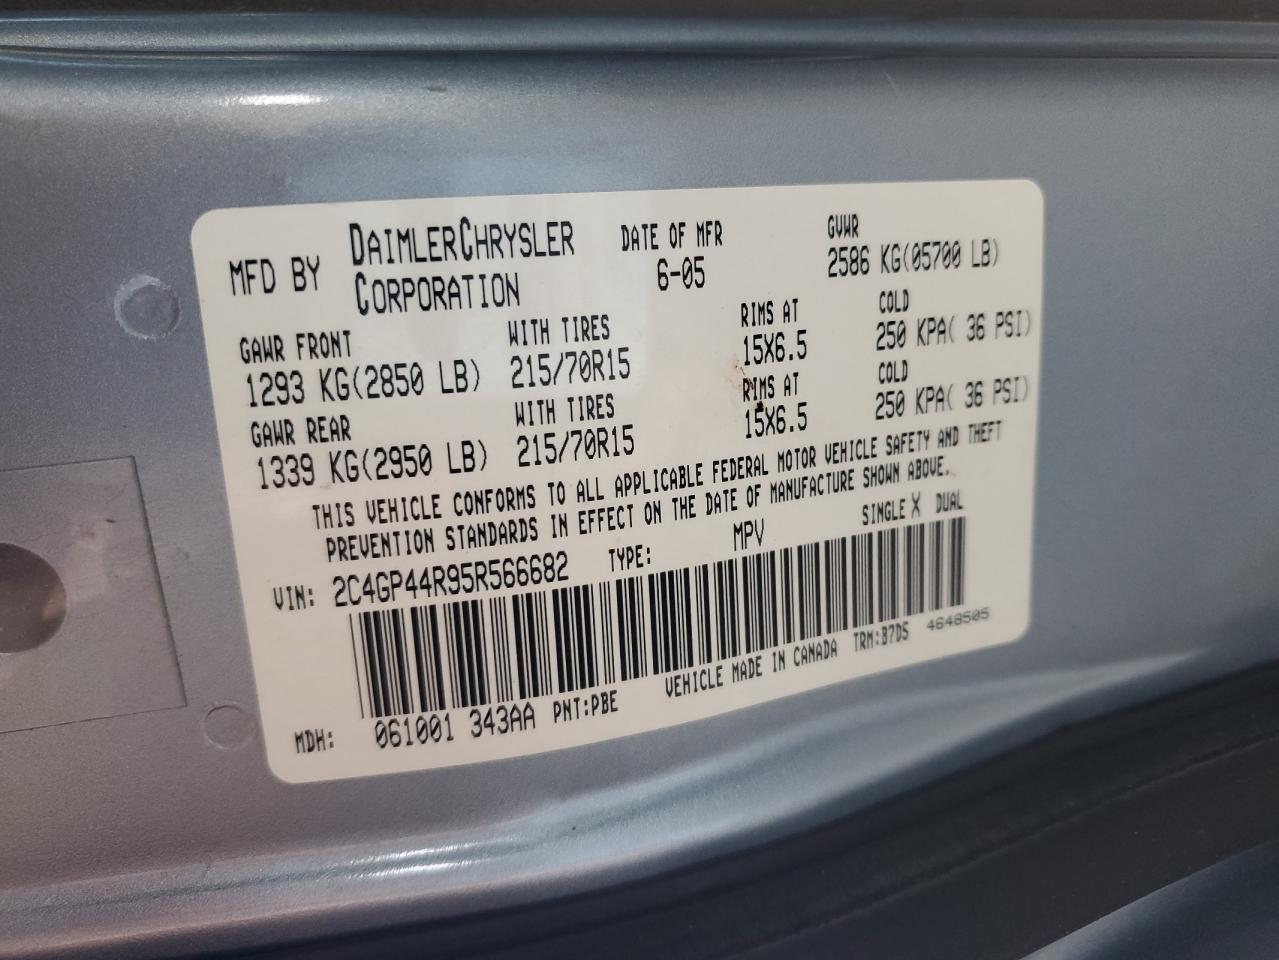 MFD BY DAIMLERCHRYSLER CORPORATION DATE OF MFR 6-05 GVWR 2586 KG(05700 LB)
GAWR FRONT WITH TIRES RIMS AT COLD
1293 KG(2850 LB) 215/70R15 15X6.5 250 KPA( 36 PSI)
GAWR REAR WITH TIRES RIMS AT COLD
1339 KG(2950 LB) 215/70R15 15X6.5 250 KPA( 36 PSI)
THIS VEHICLE CONFORMS TO ALL APPLICABLE FEDERAL MOTOR VEHICLE SAFETY AND THEFT
PREVENTION STANDARDS IN EFFECT ON THE DATE OF MANUFACTURE SHOWN ABOVE.
VIN: 2C4GP44R95R566682 TYPE: MPV SINGLE X DUAL
MDH: 061001 343AA PNT:PBE VEHICLE MADE IN CANADA TRM:B7D5 4648505